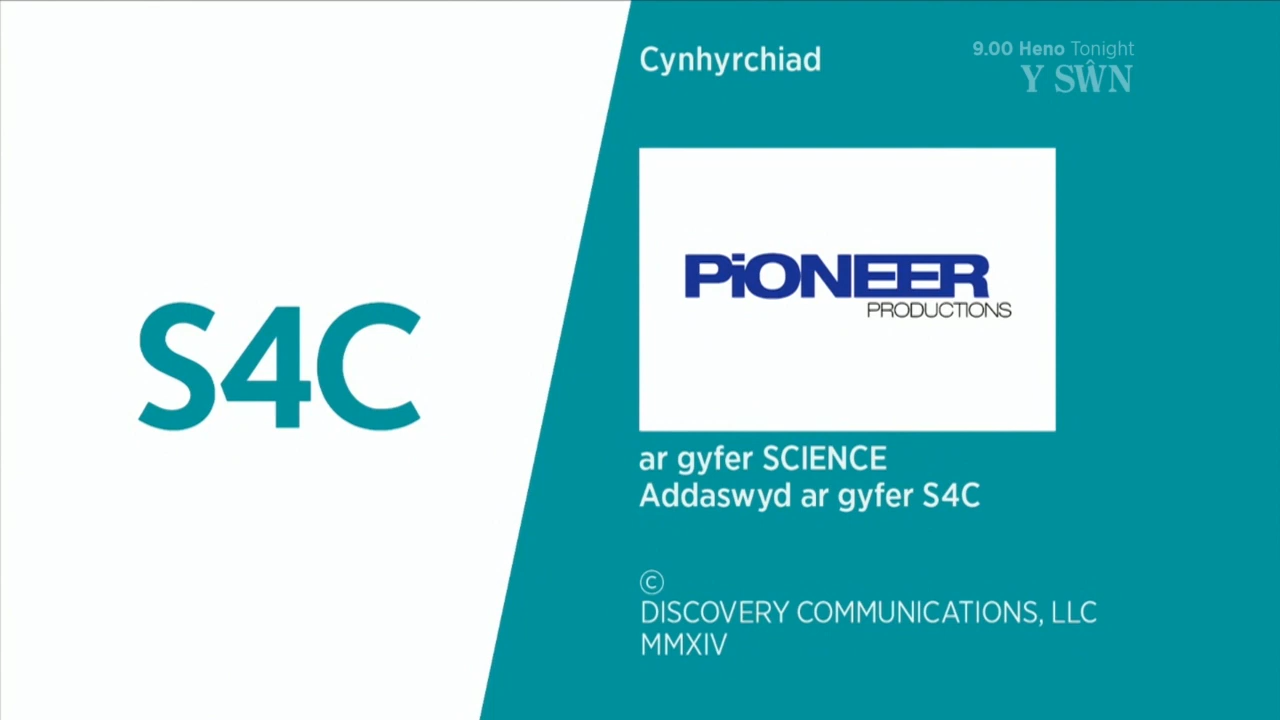 S4C
Cynhyrchiad
9.00 Heno Tonight
Y SŴN
PiONEER
PRODUCTIONS
ar gyfer SCIENCE
Addaswyd ar gyfer S4C
©
DISCOVERY COMMUNICATIONS, LLC
MMXIV